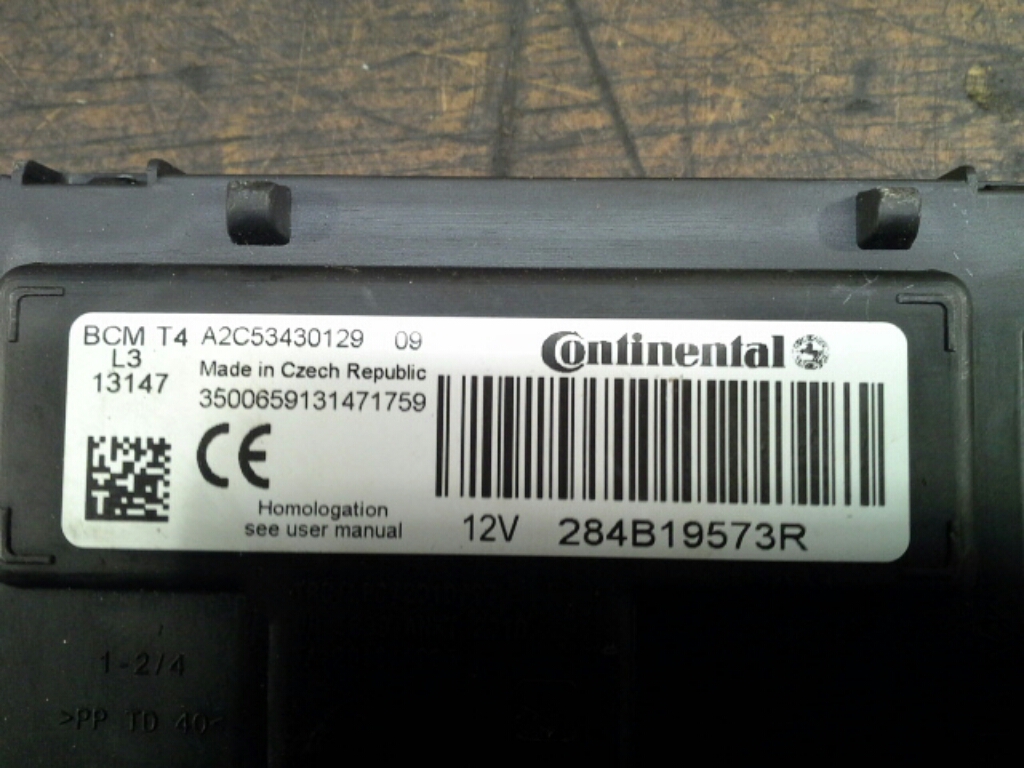 BCM T4 A2C53430129 09
L3
13147
Made in Czech Republic
3500659131471759
Continental
CE
Homologation
see user manual
12V 284B19573R
1-2/4
>PP TD 40<